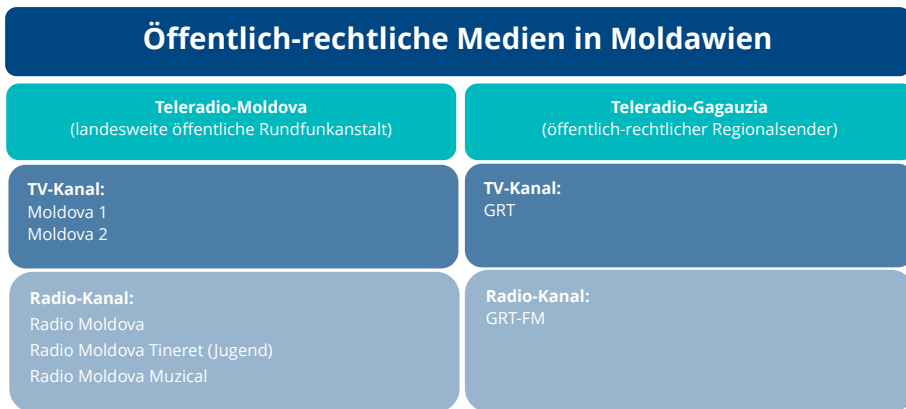 Öffentlich-rechtliche Medien in Moldawien
Teleradio-Moldova
(landesweite öffentliche Rundfunkanstalt)
Teleradio-Gagauzia
(öffentlich-rechtlicher Regionalsender)
TV-Kanal:
Moldova 1
Moldova 2
TV-Kanal:
GRT
Radio-Kanal:
Radio Moldova
Radio Moldova Tineret (Jugend)
Radio Moldova Muzical
Radio-Kanal:
GRT-FM